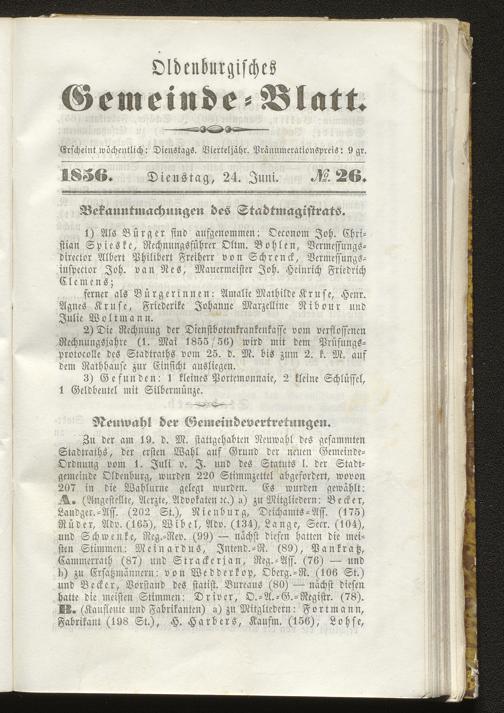 Oldenburgisches
Gemeinde-Blatt.
Erscheint wöchentlich: Dienstags. Vierteljähr. Pränumerationspreis: 9 gr.
1856. Dienstag, 24. Juni. № 26.
Bekanntmachungen des Stadtmagistrats.
1) Als Bürger sind aufgenommen: Oeconom Joh. Chri-
stian Spieske, Rechnungsführer Oltm. Bohlen, Vermessungs-
director Albert Philibert Freiherr von Schrenck, Vermessungs-
inspector Joh. van Nes, Mauermeister Joh. Heinrich Friedrich
Clemens;
ferner als Bürgerinnen: Amalie Mathilde Kruse, Henr.
Agnes Kruse, Friederike Johanne Marzelline Ribour und
Julie Woltmann.
2) Die Rechnung der Dienstbotenkrankenkasse vom verflossenen
Rechnungsjahre (1. Mai 1855/56) wird mit dem Prüfungs-
protocolle des Stadtraths vom 25. d. M. bis zum 2. k. M. auf
dem Rathhause zur Einsicht ausliegen.
3) Gefunden: 1 kleines Portemonnaie, 2 kleine Schlüssel,
1 Geldbeutel mit Silbermünze.
Neuwahl der Gemeindevertretungen.
Zu der am 19. d. M. stattgehabten Neuwahl des gesammten
Stadtraths, der ersten Wahl auf Grund der neuen Gemeinde-
Ordnung vom 1. Juli v. J. und des Statuts I. der Stadt-
gemeinde Oldenburg, wurden 220 Stimmzettel abgefordert, wovon
207 in die Wahlurne gelegt wurden. Es wurden gewählt:
A. (Angestellte, Aerzte, Advokaten ꝛc.) a) zu Mitgliedern: Becker,
Landger.-Ass. (202 St.), Nienburg, Deichamts-Ass. (175)
Rüder, Adv. (165), Wibel, Adv. (134), Lange, Secr. (104),
und Schwenke, Reg.-Rev. (99) — nächst diesen hatten die mei-
sten Stimmen: Meinardus, Intend.-R. (89), Pankratz,
Cammerrath (87) und Strackerjan, Reg.-Ass. (76) — und
b) zu Ersatzmännern: von Wedderkop, Oberg.-R. (106 St.)
und Becker, Vorstand des statist. Bureaus (80) — nächst diesen
hatte die meisten Stimmen: Driver, O.-A.-G.-Registr. (78).
B. (Kaufleute und Fabrikanten) a) zu Mitgliedern: Fortmann,
Fabrikant (198 St.), H. Harbers, Kaufm. (156), Lohse,